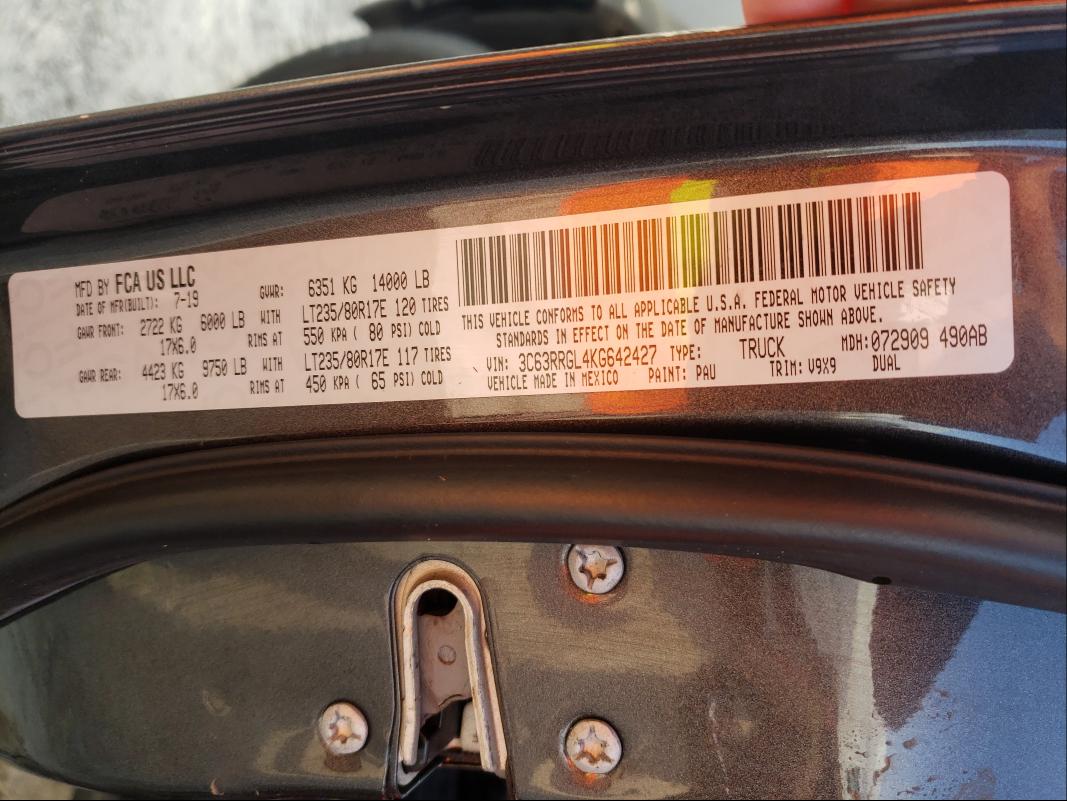 MFD BY FCA US LLC
DATE OF MFR(BUILT): 7-19 GVWR: 6351 KG 14000 LB
GAWR FRONT: 2722 KG 6000 LB WITH LT235/80R17E 120 TIRES
17X6.0 RIMS AT 550 KPA ( 80 PSI) COLD
GAWR REAR: 4423 KG 9750 LB WITH LT235/80R17E 117 TIRES
17X6.0 RIMS AT 450 KPA ( 65 PSI) COLD
THIS VEHICLE CONFORMS TO ALL APPLICABLE U.S.A. FEDERAL MOTOR VEHICLE SAFETY
STANDARDS IN EFFECT ON THE DATE OF MANUFACTURE SHOWN ABOVE.
VIN: 3C63RRGL4KG642427 TYPE: TRUCK MDH:072909 490AB
VEHICLE MADE IN MEXICO PAINT: PAU TRIM: V9X9 DUAL